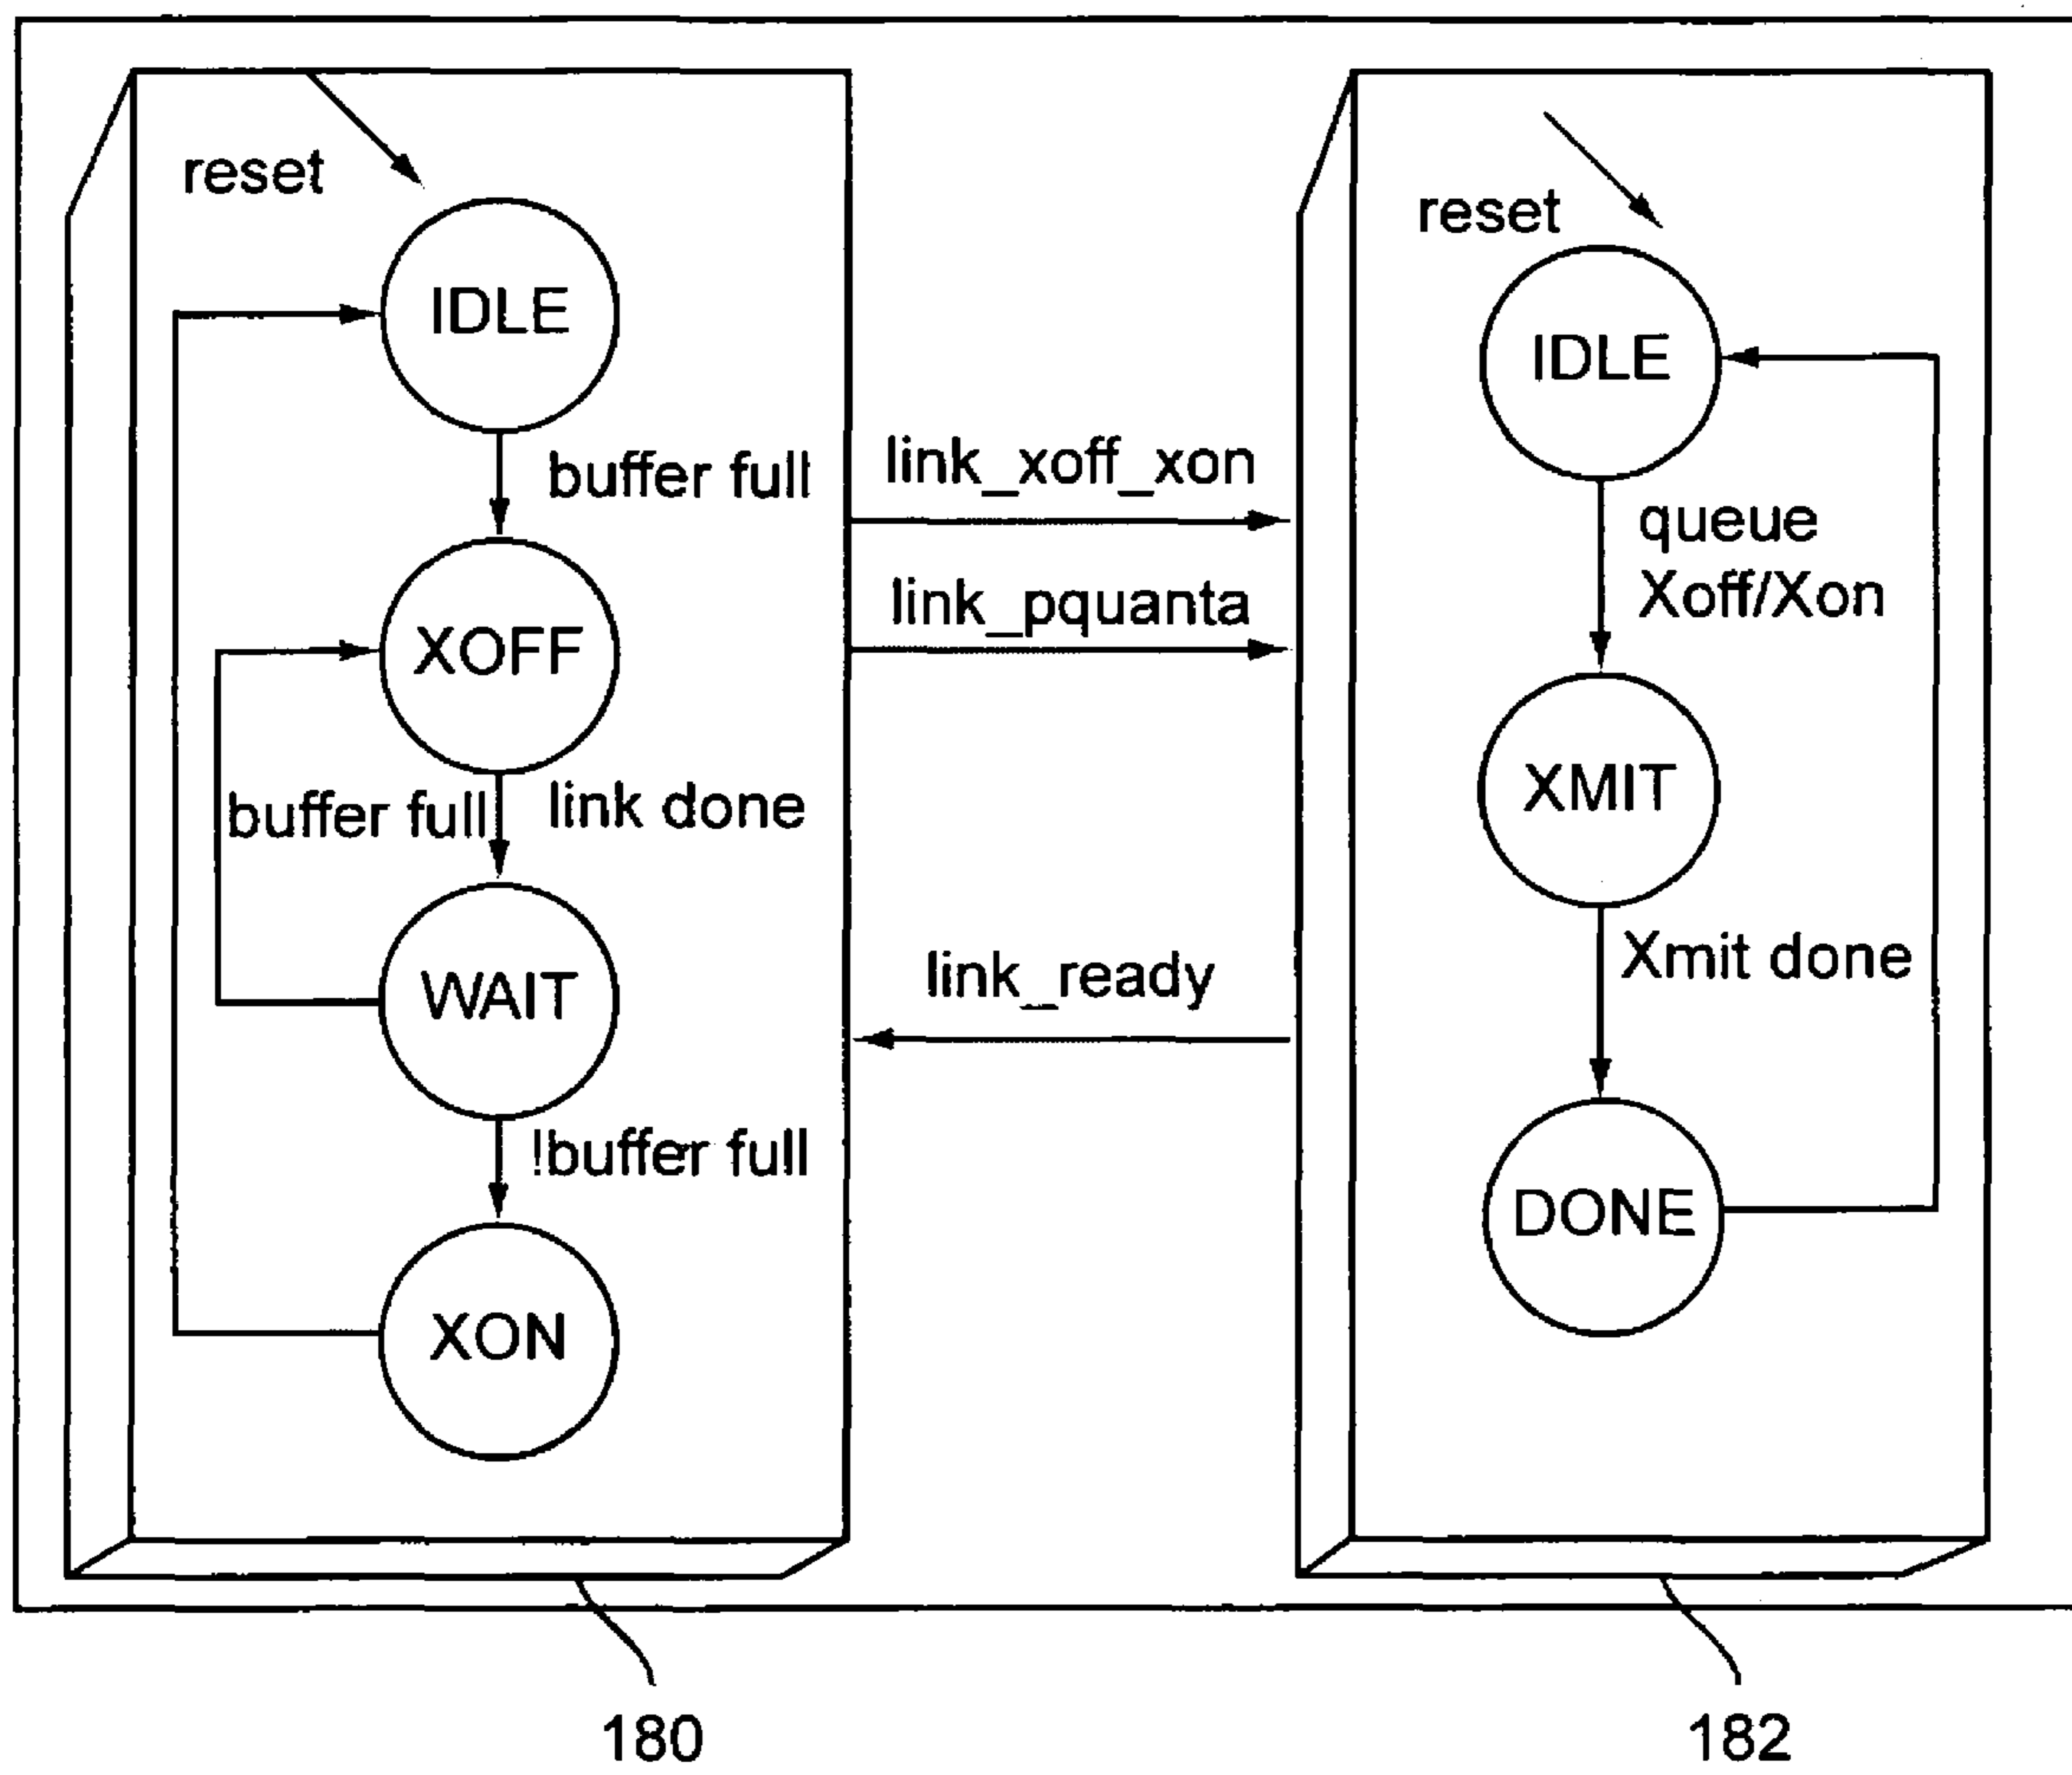 reset
IDLE
buffer full
XOFF
buffer full
link done
WAIT
!buffer full
XON
link_xoff_xon
link_pquanta
link_ready
reset
IDLE
queue
Xoff/Xon
XMIT
Xmit done
DONE
180
182